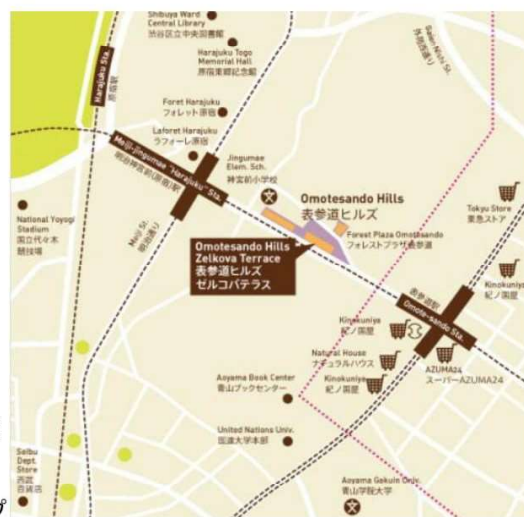 Shibuya Ward
Central Library
渋谷区立中央図書館
Harajuku Togo
Memorial Hall
原宿東郷記念館
Harajuku Sta.
原宿駅
Foret Harajuku
フォレット原宿
Laforet Harajuku
ラフォーレ原宿
Meiji-jingumae "Harajuku" Sta.
明治神宮前(原宿)駅
Jingumae
Elem. Sch.
神宮前小学校
Gaien Nishi St.
外苑西通り
Omotesando Hills
表参道ヒルズ
Forest Plaza Omotesando
フォレストプラザ表参道
Tokyu Store
東急ストア
National Yoyogi
Stadium
国立代々木
競技場
Meiji St.
明治通り
Omotesando Hills
Zelkova Terrace
表参道ヒルズ
ゼルコバテラス
Kinokuniya
紀ノ国屋
表参道駅
Omote-sando Sta.
Kinokuniya
紀ノ国屋
Natural House
ナチュラルハウス
Kinokuniya
紀ノ国屋
AZUMA24
スーパーAZUMA24
Aoyama Book Center
青山ブックセンター
United Nations Univ.
国連大学本部
Seibu
Dept.
Store
西武
百貨店
Aoyama Gakuin Univ.
青山学院大学
プ